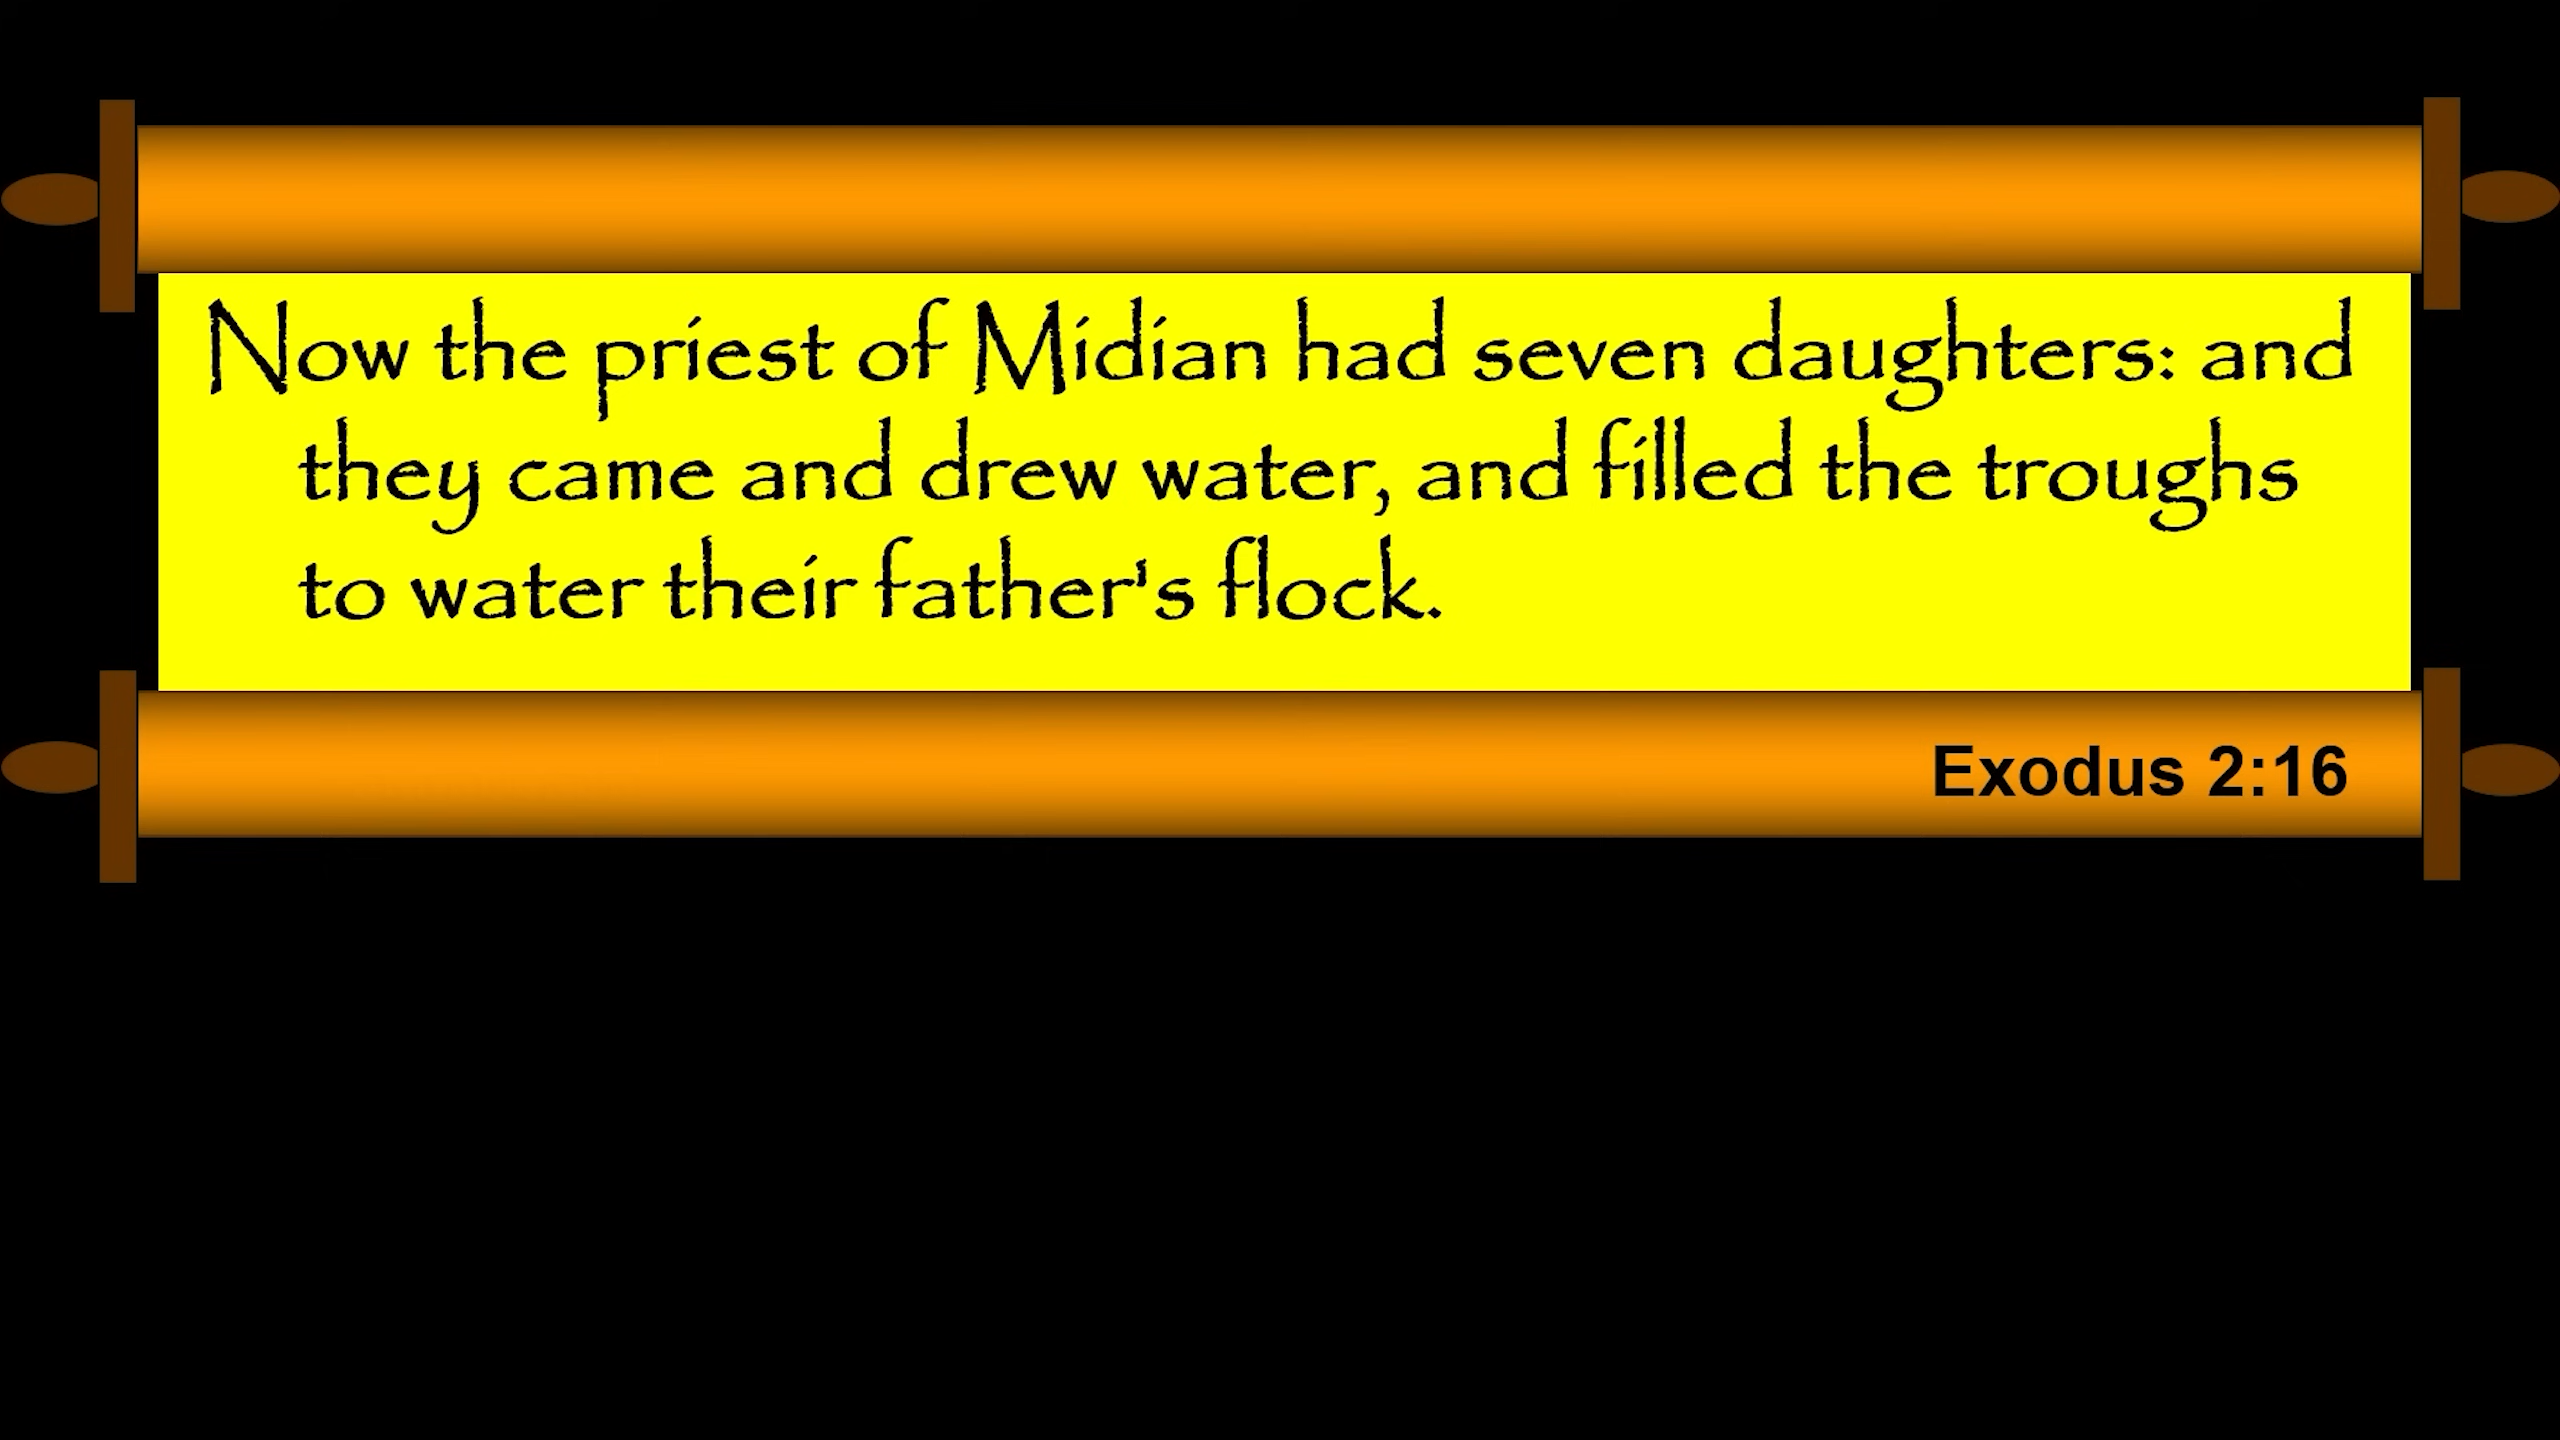 Now the priest of Midian had seven daughters: and
they came and drew water, and filled the troughs
to water their father's flock.
Exodus 2:16